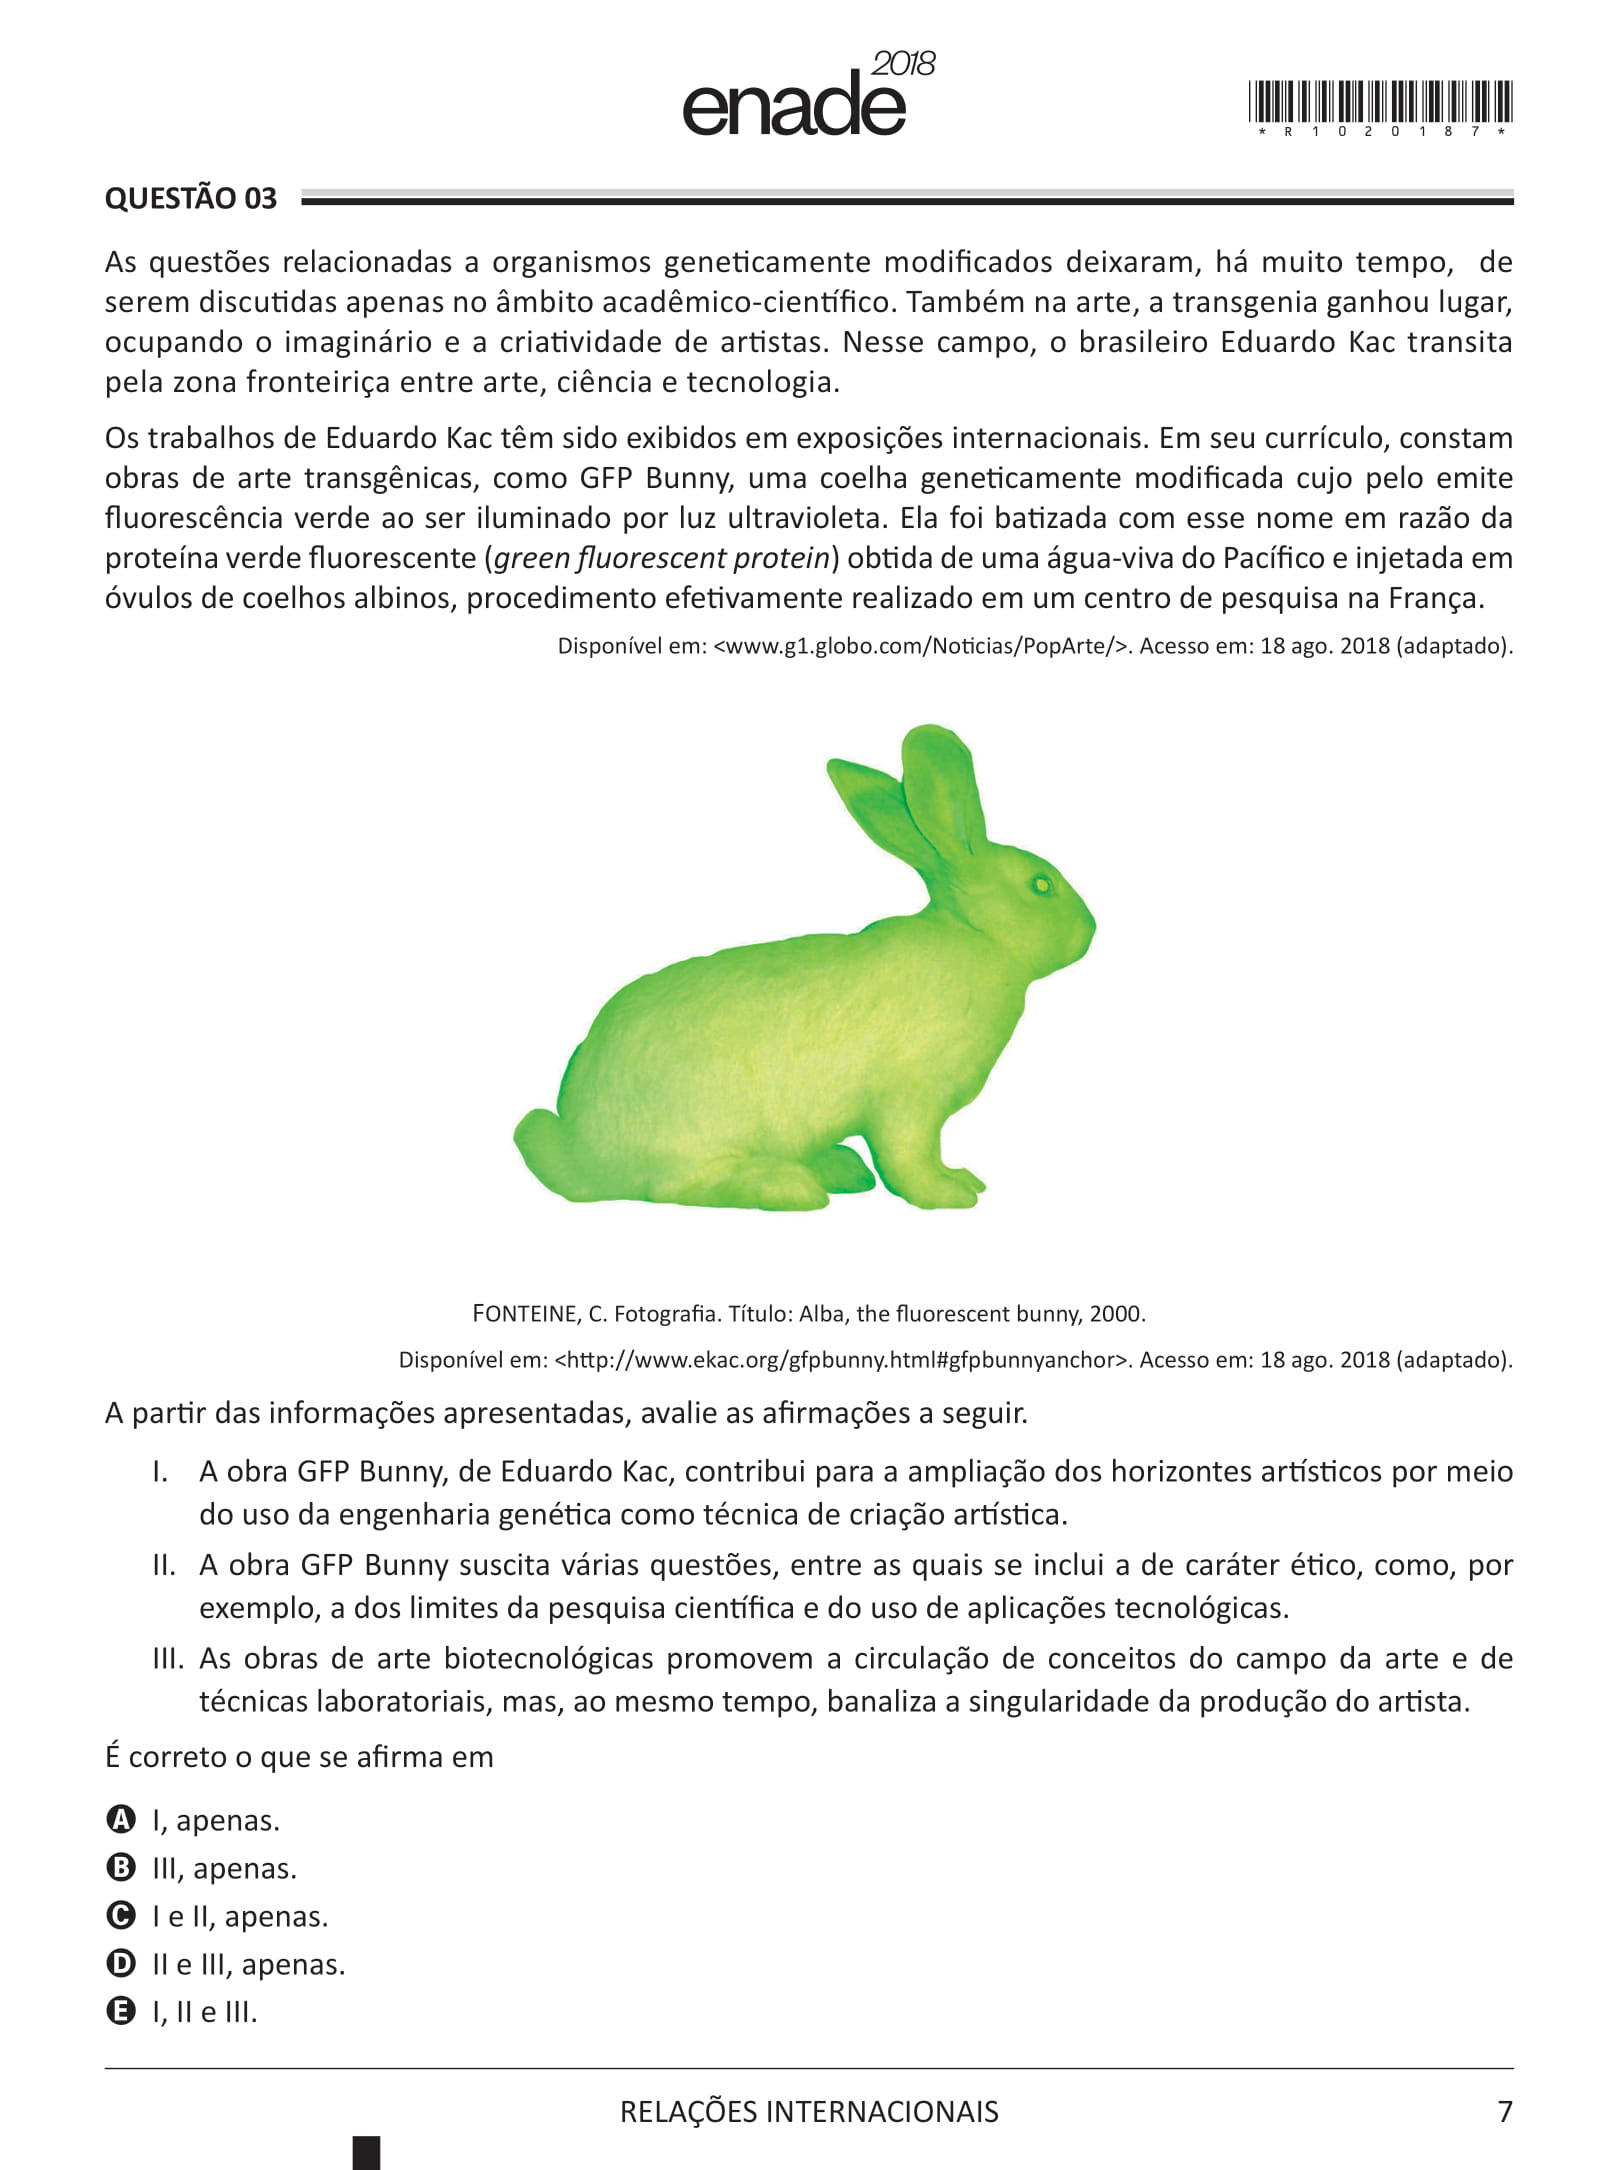 enade 2018
*R1020187*
QUESTÃO 03
As questões relacionadas a organismos geneticamente modificados deixaram, há muito tempo, de
serem discutidas apenas no âmbito acadêmico-científico. Também na arte, a transgenia ganhou lugar,
ocupando o imaginário e a criatividade de artistas. Nesse campo, o brasileiro Eduardo Kac transita
pela zona fronteiriça entre arte, ciência e tecnologia.
Os trabalhos de Eduardo Kac têm sido exibidos em exposições internacionais. Em seu currículo, constam
obras de arte transgênicas, como GFP Bunny, uma coelha geneticamente modificada cujo pelo emite
fluorescência verde ao ser iluminado por luz ultravioleta. Ela foi batizada com esse nome em razão da
proteína verde fluorescente (green fluorescent protein) obtida de uma água-viva do Pacífico e injetada em
óvulos de coelhos albinos, procedimento efetivamente realizado em um centro de pesquisa na França.
Disponível em: <www.g1.globo.com/Noticias/PopArte/>. Acesso em: 18 ago. 2018 (adaptado).
FONTEINE, C. Fotografia. Título: Alba, the fluorescent bunny, 2000.
Disponível em: <http://www.ekac.org/gfpbunny.html#gfpbunnyanchor>. Acesso em: 18 ago. 2018 (adaptado).
A partir das informações apresentadas, avalie as afirmações a seguir.
I. A obra GFP Bunny, de Eduardo Kac, contribui para a ampliação dos horizontes artísticos por meio
do uso da engenharia genética como técnica de criação artística.
II. A obra GFP Bunny suscita várias questões, entre as quais se inclui a de caráter ético, como, por
exemplo, a dos limites da pesquisa científica e do uso de aplicações tecnológicas.
III. As obras de arte biotecnológicas promovem a circulação de conceitos do campo da arte e de
técnicas laboratoriais, mas, ao mesmo tempo, banaliza a singularidade da produção do artista.
É correto o que se afirma em
A I, apenas.
B III, apenas.
C I e II, apenas.
D II e III, apenas.
E I, II e III.
RELAÇÕES INTERNACIONAIS
7